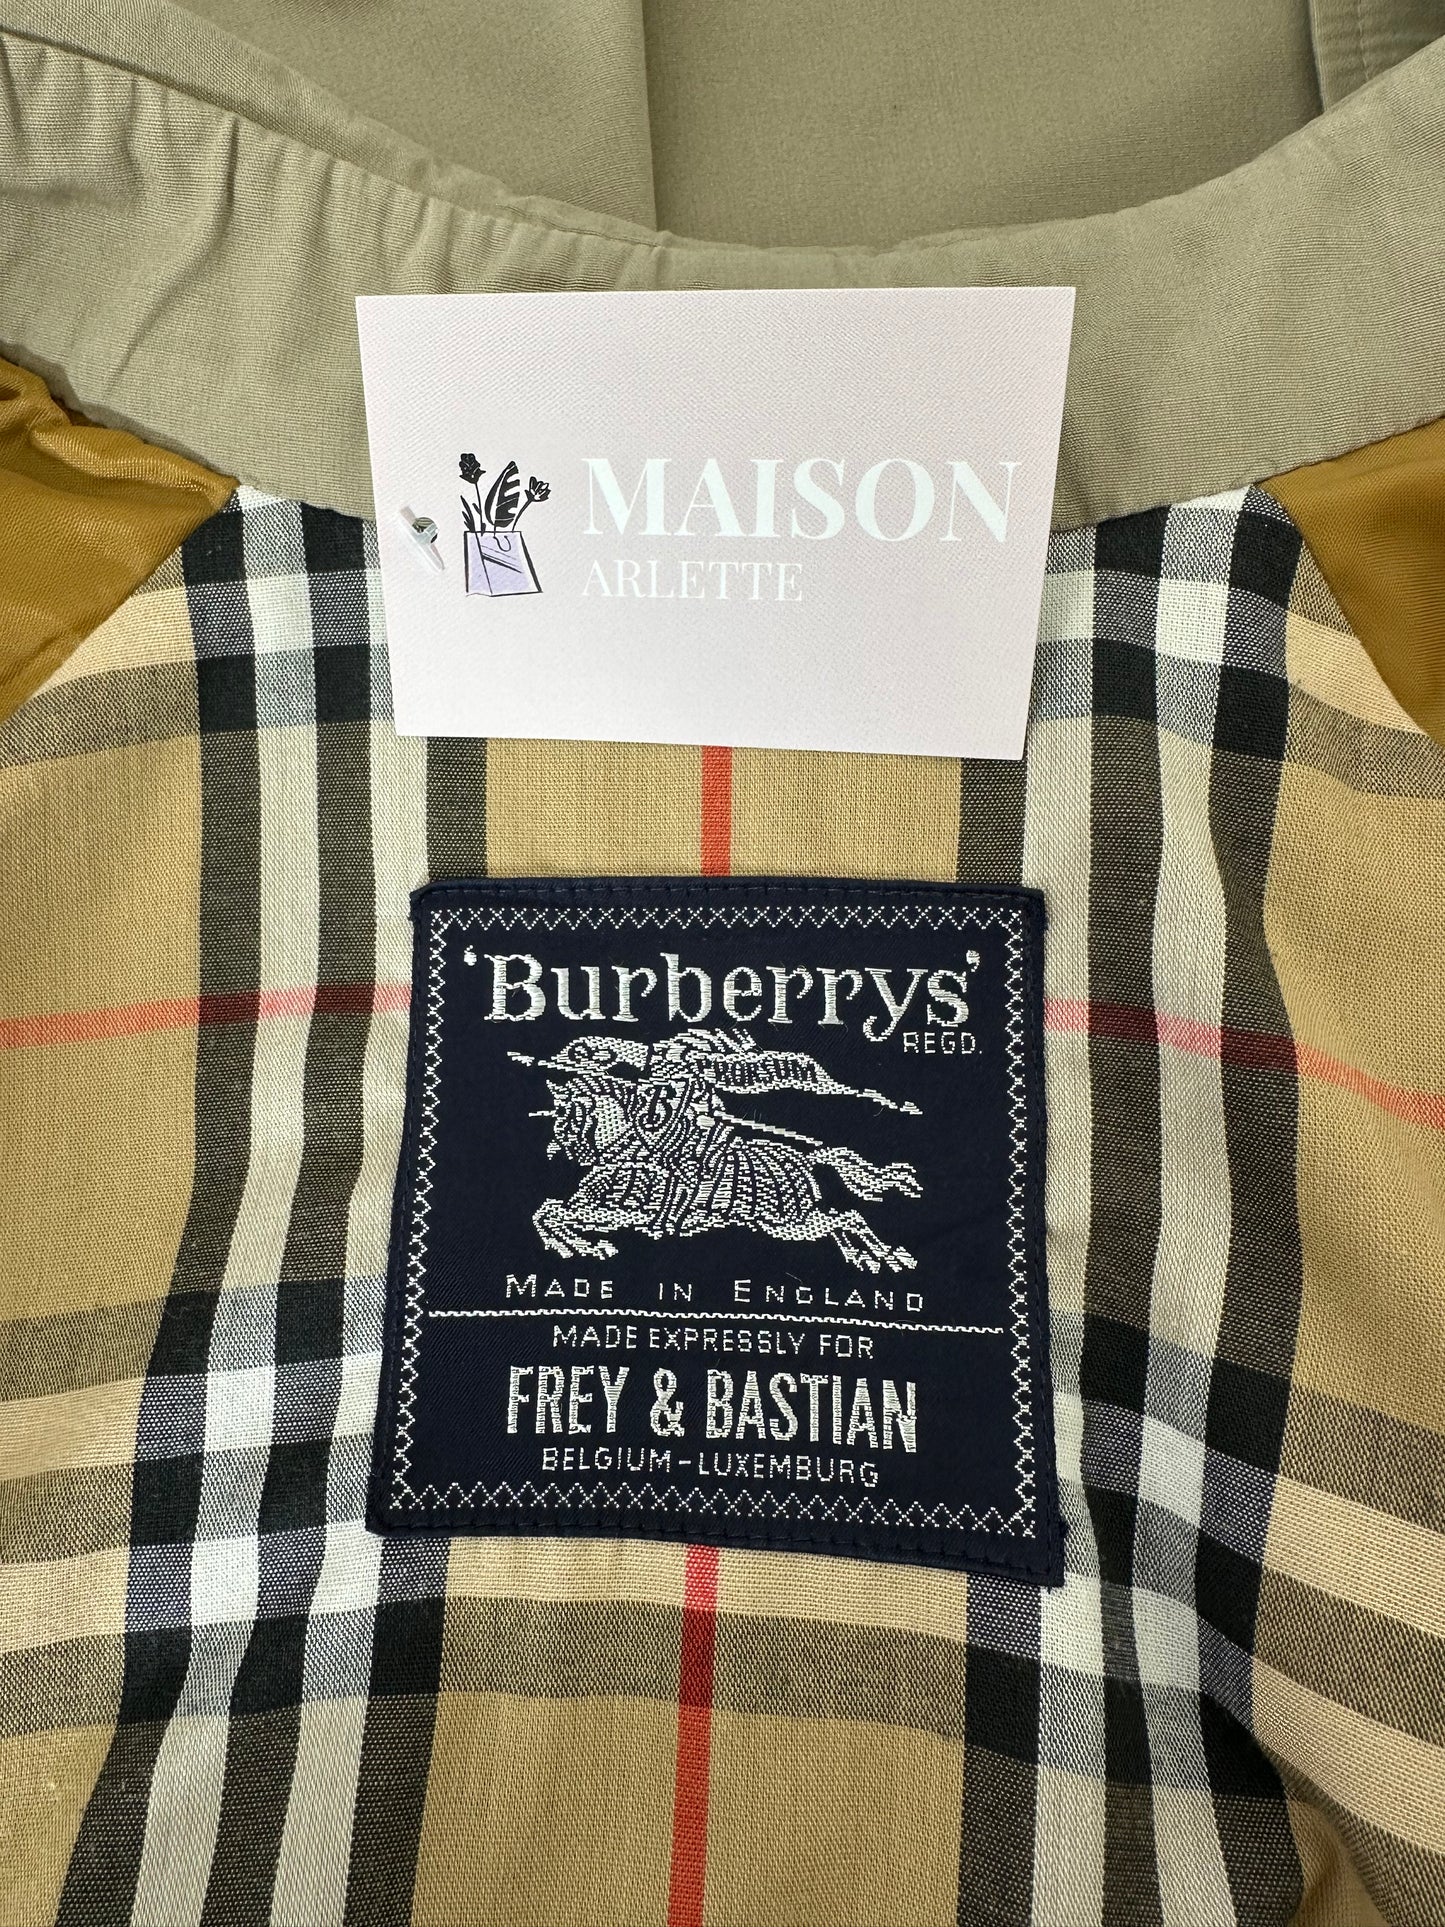 MAISON
ARLETTE
'Burberrys'
REGD.
PRORSUM
B
MADE IN ENGLAND
MADE EXPRESSLY FOR
FREY & BASTIAN
BELGIUM-LUXEMBURG